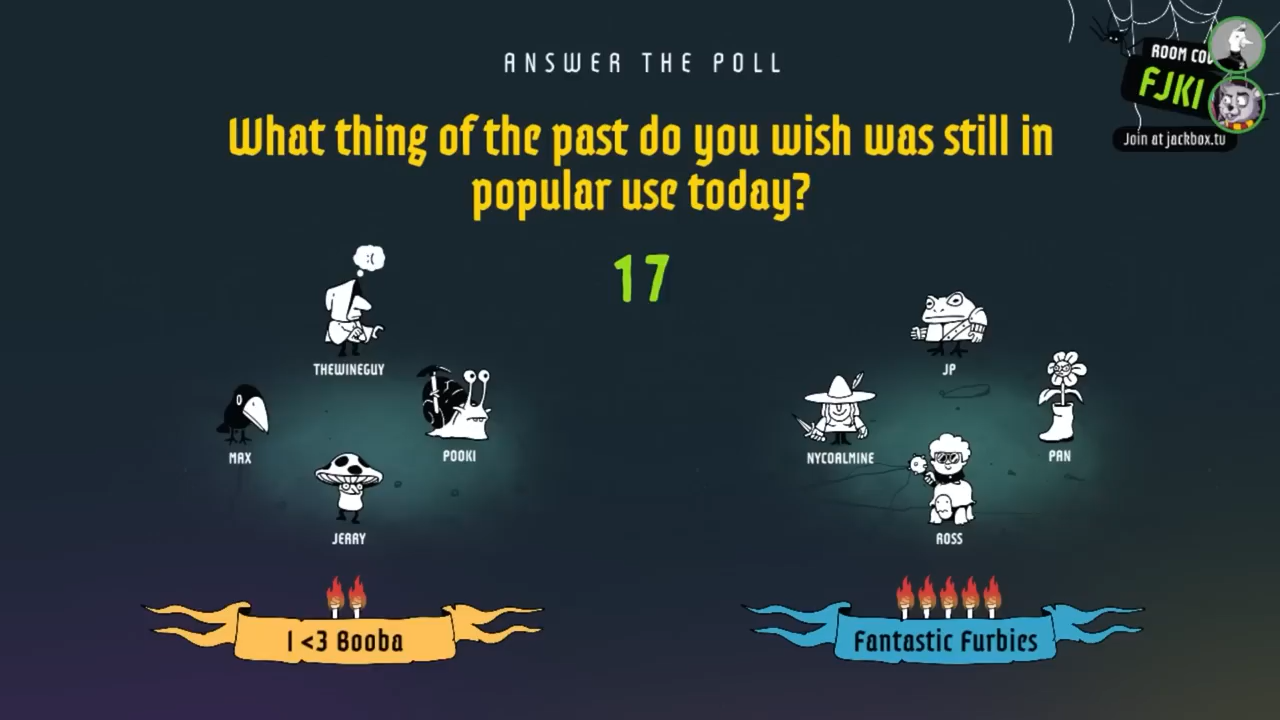 ANSWER THE POLL
What thing of the past do you wish was still in
popular use today?
17
ROOM
FJKI
Join at jackbox.tv
:(
THEWINEGUY
MAX
POOKI
JERRY
JP
NYCOALMINE
PAN
ROSS
I <3 Booba
Fantastic Furbies